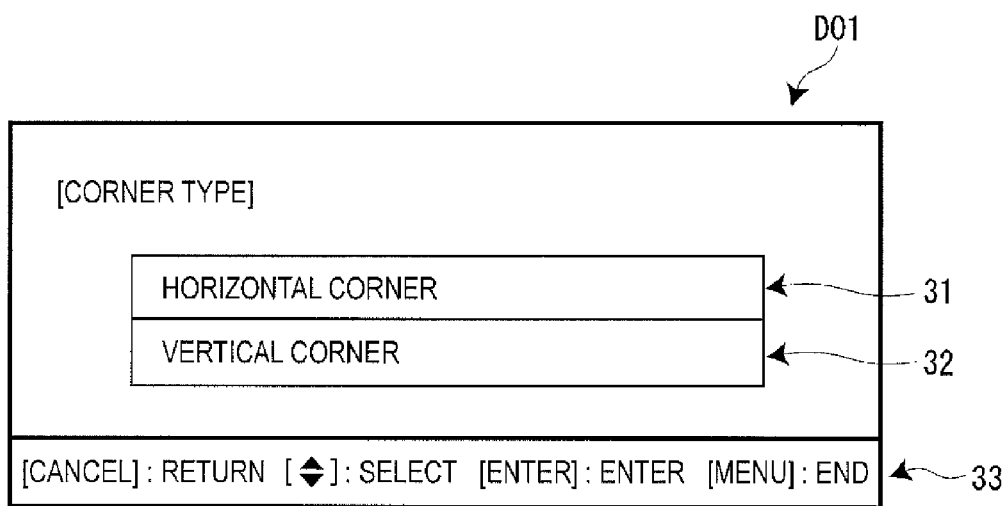 D01
[CORNER TYPE]
HORIZONTAL CORNER
31
VERTICAL CORNER
32
[CANCEL] : RETURN [ ◆ ] : SELECT [ENTER] : ENTER [MENU] : END
33